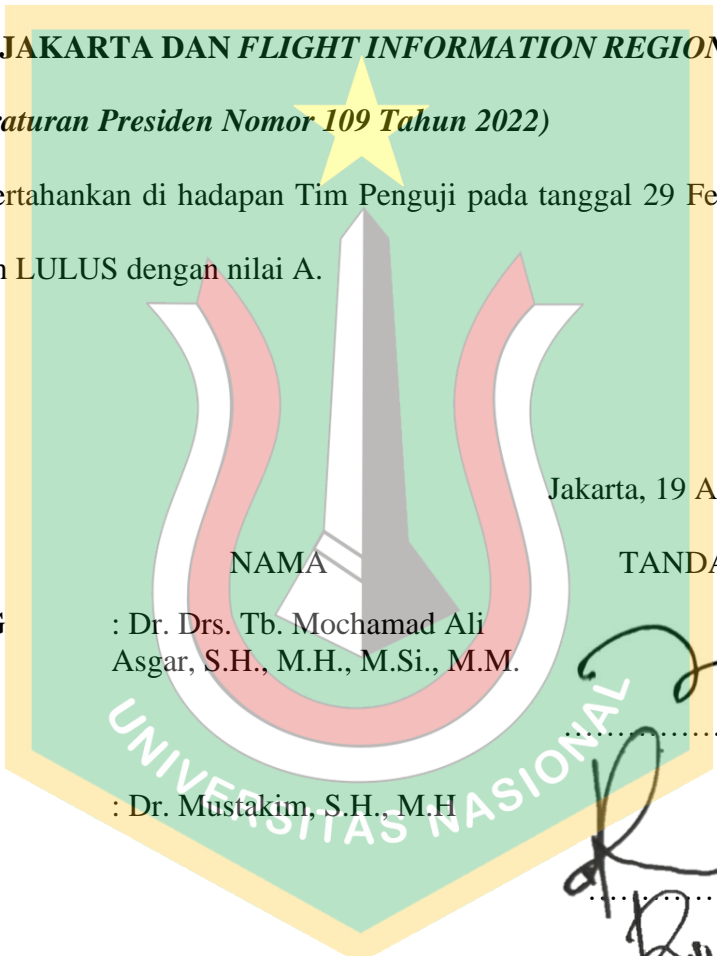 JAKARTA DAN FLIGHT INFORMATION REGION
raturan Presiden Nomor 109 Tahun 2022)
ertahankan di hadapan Tim Penguji pada tanggal 29 Fe
n LULUS dengan nilai A.
Jakarta, 19 A
NAMA TANDA
G : Dr. Drs. Tb. Mochamad Ali
Asgar, S.H., M.H., M.Si., M.M.
: Dr. Mustakim, S.H., M.H
UNIVERSITAS NASIONAL